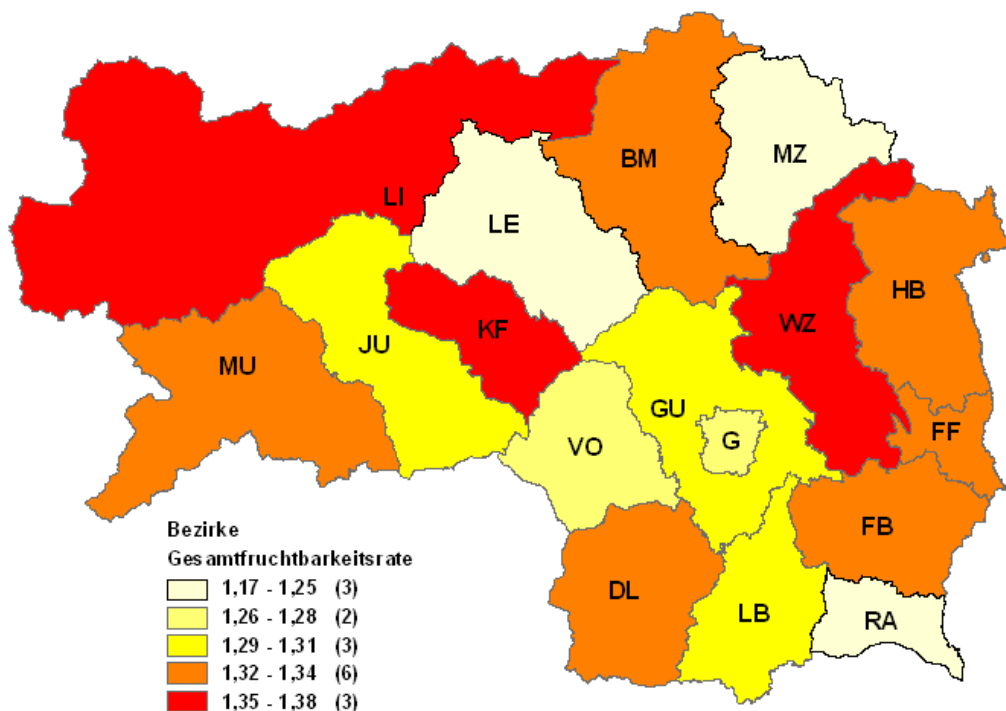 BM
MZ
LI
LE
HB
WZ
KF
JU
MU
GU
FF
G
VO
FB
DL
LB
RA
Bezirke
Gesamtfruchtbarkeitsrate
1,17 - 1,25 (3)
1,26 - 1,28 (2)
1,29 - 1,31 (3)
1,32 - 1,34 (6)
1,35 - 1,38 (3)